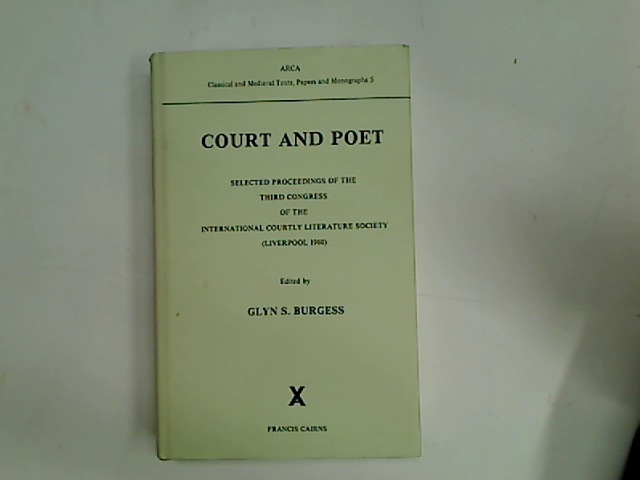 ARCA
Classical and Medieval Texts, Papers and Monographs 5
COURT AND POET
SELECTED PROCEEDINGS OF THE
THIRD CONGRESS
OF THE
INTERNATIONAL COURTLY LITERATURE SOCIETY
(LIVERPOOL 1980)
Edited by
GLYN S. BURGESS
FRANCIS CAIRNS